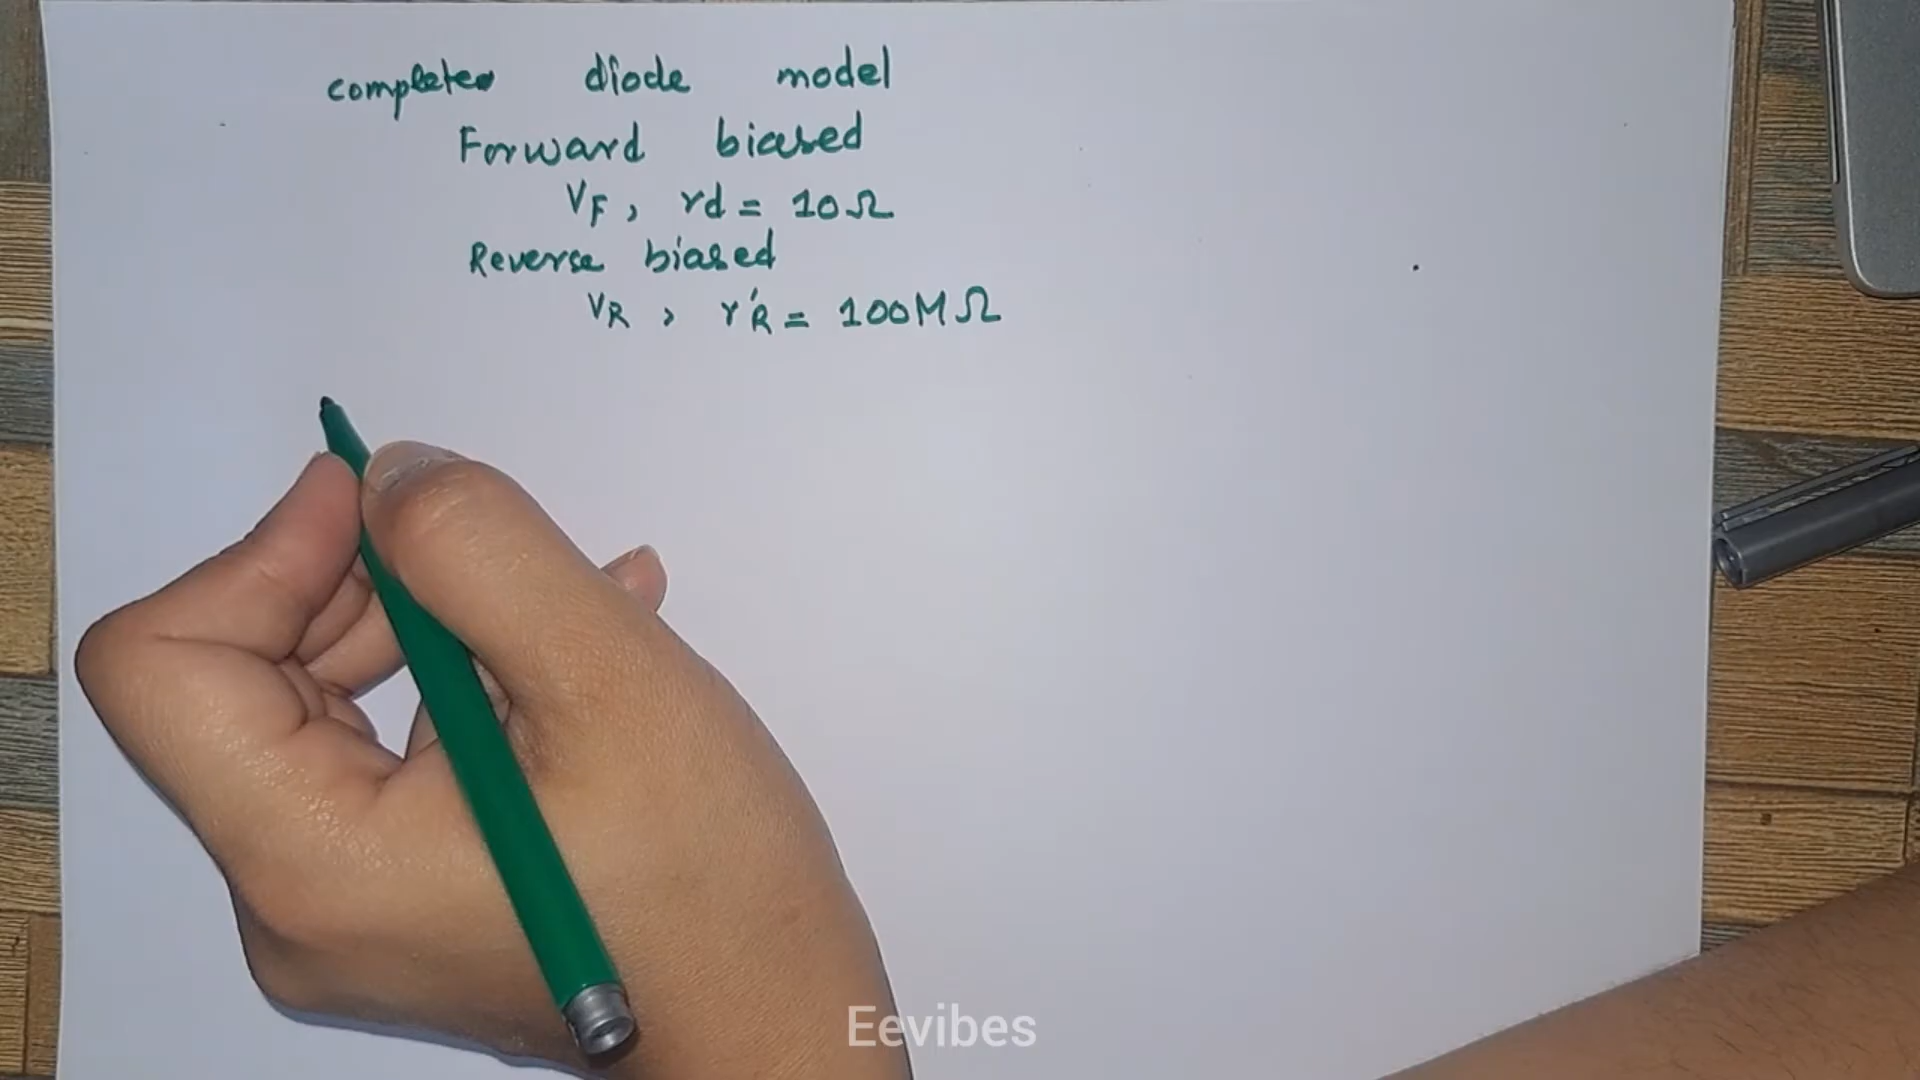 complete diode model
Forward biased
VF, rd = 10Ω
Reverse biased
VR, r'R = 100MΩ
Eevibes